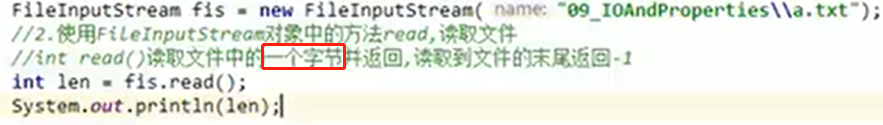 FileInputStream fis = new FileInputStream( name: "09_IOAndProperties\\a.txt");
//2.使用FileInputStream对象中的方法read,读取文件
//int read()读取文件中的一个字节并返回,读取到文件的末尾返回-1
int len = fis.read();
System.out.println(len);